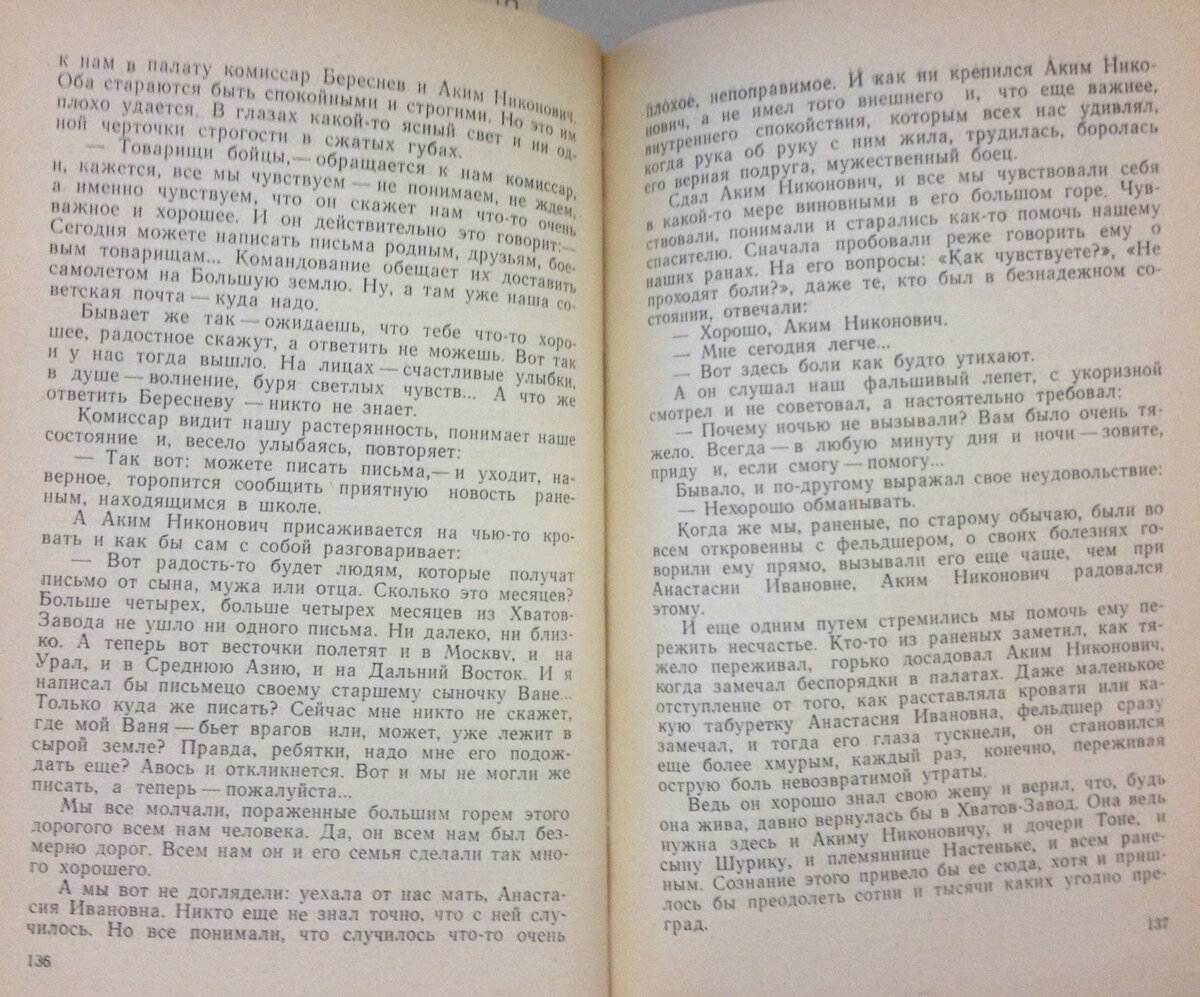 к нам в палату комиссар Береснев и Аким Никонович.
Оба стараются быть спокойными и строгими. Но это им
плохо удается. В глазах какой-то ясный свет и ни од-
ной черточки строгости в сжатых губах.
— Товарищи бойцы,— обращается к нам комиссар,
и, кажется, все мы чувствуем — не понимаем, не ждем,
а именно чувствуем, что он скажет нам что-то очень
важное и хорошее. И он действительно это говорит:—
Сегодня можете написать письма родным, друзьям, бое-
вым товарищам... Командование обещает их доставить
самолетом на Большую землю. Ну, а там уже наша со-
ветская почта — куда надо.
Бывает же так — ожидаешь, что тебе что-то хоро-
шее, радостное скажут, а ответить не можешь. Вот так
и у нас тогда вышло. На лицах — счастливые улыбки,
в душе — волнение, буря светлых чувств... А что же
ответить Бересневу — никто не знает.
Комиссар видит нашу растерянность, понимает наше
состояние и, весело улыбаясь, повторяет:
— Так вот: можете писать письма,— и уходит, на-
верное, торопится сообщить приятную новость ране-
ным, находящимся в школе.
А Аким Никонович присаживается на чью-то кро-
вать и как бы сам с собой разговаривает:
— Вот радость-то будет людям, которые получат
письмо от сына, мужа или отца. Сколько это месяцев?
Больше четырех, больше четырех месяцев из Хватов-
Завода не ушло ни одного письма. Ни далеко, ни близ-
ко. А теперь вот весточки полетят и в Москву, и на
Урал, и в Среднюю Азию, и на Дальний Восток. И я
написал бы письмецо своему старшему сыночку Ване...
Только куда же писать? Сейчас мне никто не скажет,
где мой Ваня — бьет врагов или, может, уже лежит в
сырой земле? Правда, ребятки, надо мне его подож-
дать еще? Авось и откликнется. Вот и мы не могли же
писать, а теперь — пожалуйста...
Мы все молчали, пораженные большим горем этого
дорогого всем нам человека. Да, он всем нам был без-
мерно дорог. Всем нам он и его семья сделали так мно-
го хорошего.
А мы вот не доглядели: уехала от нас мать, Анаста-
сия Ивановна. Никто еще не знал точно, что с ней слу-
чилось. Но все понимали, что случилось что-то очень
136
плохое, непоправимое. И как ни крепился Аким Нико-
нович, а не имел того внешнего и, что еще важнее,
внутреннего спокойствия, которым всех нас удивлял,
когда рука об руку с ним жила, трудилась, боролась
его верная подруга, мужественный боец.
Сдал Аким Никонович, и все мы чувствовали себя
в какой-то мере виновными в его большом горе. Чув-
ствовали, понимали и старались как-то помочь нашему
спасителю. Сначала пробовали реже говорить ему о
наших ранах. На его вопросы: «Как чувствуете?», «Не
проходят боли?», даже те, кто был в безнадежном со-
стоянии, отвечали:
— Хорошо, Аким Никонович.
— Мне сегодня легче...
— Вот здесь боли как будто утихают.
А он слушал наш фальшивый лепет, с укоризной
смотрел и не советовал, а настоятельно требовал:
— Почему ночью не вызывали? Вам было очень тя-
жело. Всегда — в любую минуту дня и ночи — зовите,
приду и, если смогу — помогу...
Бывало, и по-другому выражал свое неудовольствие:
— Нехорошо обманывать.
Когда же мы, раненые, по старому обычаю, были во
всем откровенны с фельдшером, о своих болезнях го-
ворили ему прямо, вызывали его еще чаще, чем при
Анастасии Ивановне, Аким Никонович радовался
этому.
И еще одним путем стремились мы помочь ему пе-
режить несчастье. Кто-то из раненых заметил, как тя-
жело переживал, горько досадовал Аким Никонович,
когда замечал беспорядки в палатах. Даже маленькое
отступление от того, как расставляла кровати или ка-
кую табуретку Анастасия Ивановна, фельдшер сразу
замечал, и тогда его глаза тускнели, он становился
еще более хмурым, каждый раз, конечно, переживая
острую боль невозвратимой утраты.
Ведь он хорошо знал свою жену и верил, что, будь
она жива, давно вернулась бы в Хватов-Завод. Она ведь
нужна здесь и Акиму Никоновичу, и дочери Тоне, и
сыну Шурику, и племяннице Настеньке, и всем ране-
ным. Сознание этого привело бы ее сюда, хотя и приш-
лось бы преодолеть сотни и тысячи каких угодно пре-
град.
137